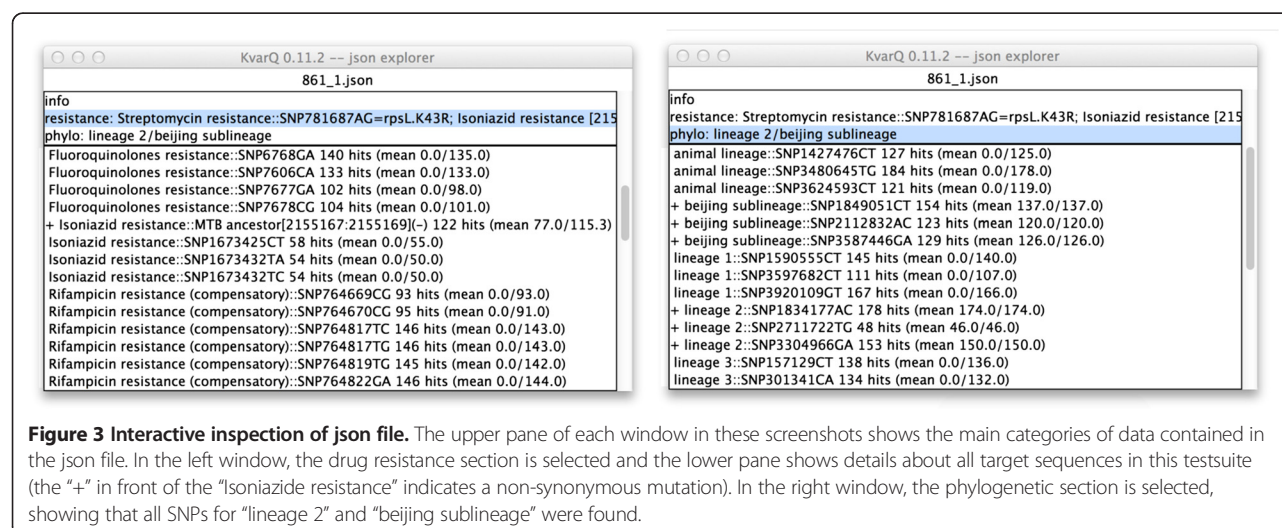 KvarQ 0.11.2 -- json explorer
861_1.json
info
resistance: Streptomycin resistance::SNP781687AG=rpsL.K43R; Isoniazid resistance [215
phylo: lineage 2/beijing sublineage
Fluoroquinolones resistance::SNP6768GA 140 hits (mean 0.0/135.0)
Fluoroquinolones resistance::SNP7606CA 133 hits (mean 0.0/133.0)
Fluoroquinolones resistance::SNP7677GA 102 hits (mean 0.0/98.0)
Fluoroquinolones resistance::SNP7678CG 104 hits (mean 0.0/101.0)
+ Isoniazid resistance::MTB ancestor[2155167:2155169](-) 122 hits (mean 77.0/115.3)
Isoniazid resistance::SNP1673425CT 58 hits (mean 0.0/55.0)
Isoniazid resistance::SNP1673432TA 54 hits (mean 0.0/50.0)
Isoniazid resistance::SNP1673432TC 54 hits (mean 0.0/50.0)
Rifampicin resistance (compensatory)::SNP764669CG 93 hits (mean 0.0/93.0)
Rifampicin resistance (compensatory)::SNP764670CG 95 hits (mean 0.0/91.0)
Rifampicin resistance (compensatory)::SNP764817TC 146 hits (mean 0.0/143.0)
Rifampicin resistance (compensatory)::SNP764817TG 146 hits (mean 0.0/143.0)
Rifampicin resistance (compensatory)::SNP764819TG 145 hits (mean 0.0/142.0)
Rifampicin resistance (compensatory)::SNP764822GA 146 hits (mean 0.0/144.0)
KvarQ 0.11.2 -- json explorer
861_1.json
info
resistance: Streptomycin resistance::SNP781687AG=rpsL.K43R; Isoniazid resistance [215
phylo: lineage 2/beijing sublineage
animal lineage::SNP1427476CT 127 hits (mean 0.0/125.0)
animal lineage::SNP3480645TG 184 hits (mean 0.0/178.0)
animal lineage::SNP3624593CT 121 hits (mean 0.0/119.0)
+ beijing sublineage::SNP1849051CT 154 hits (mean 137.0/137.0)
+ beijing sublineage::SNP2112832AC 123 hits (mean 120.0/120.0)
+ beijing sublineage::SNP3587446GA 129 hits (mean 126.0/126.0)
lineage 1::SNP1590555CT 145 hits (mean 0.0/140.0)
lineage 1::SNP3597682CT 111 hits (mean 0.0/107.0)
lineage 1::SNP3920109GT 167 hits (mean 0.0/166.0)
+ lineage 2::SNP1834177AC 178 hits (mean 174.0/174.0)
+ lineage 2::SNP2711722TG 48 hits (mean 46.0/46.0)
+ lineage 2::SNP3304966GA 153 hits (mean 150.0/150.0)
lineage 3::SNP157129CT 138 hits (mean 0.0/136.0)
lineage 3::SNP301341CA 134 hits (mean 0.0/132.0)
Figure 3 Interactive inspection of json file. The upper pane of each window in these screenshots shows the main categories of data contained in
the json file. In the left window, the drug resistance section is selected and the lower pane shows details about all target sequences in this testsuite
(the “+” in front of the “Isoniazide resistance” indicates a non-synonymous mutation). In the right window, the phylogenetic section is selected,
showing that all SNPs for “lineage 2” and “beijing sublineage” were found.